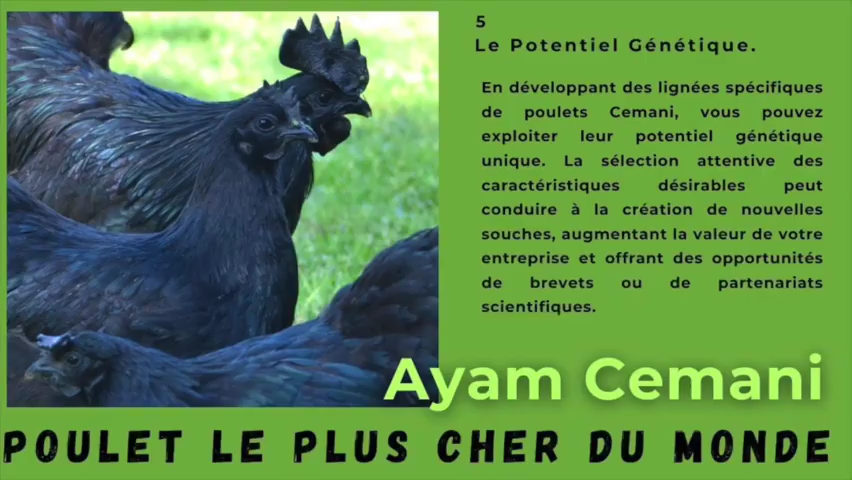 5
Le Potentiel Génétique.
En développant des lignées spécifiques
de poulets Cemani, vous pouvez
exploiter leur potentiel génétique
unique. La sélection attentive des
caractéristiques désirables peut
conduire à la création de nouvelles
souches, augmentant la valeur de votre
entreprise et offrant des opportunités
de brevets ou de partenariats
scientifiques.
Ayam Cemani
POULET LE PLUS CHER DU MONDE